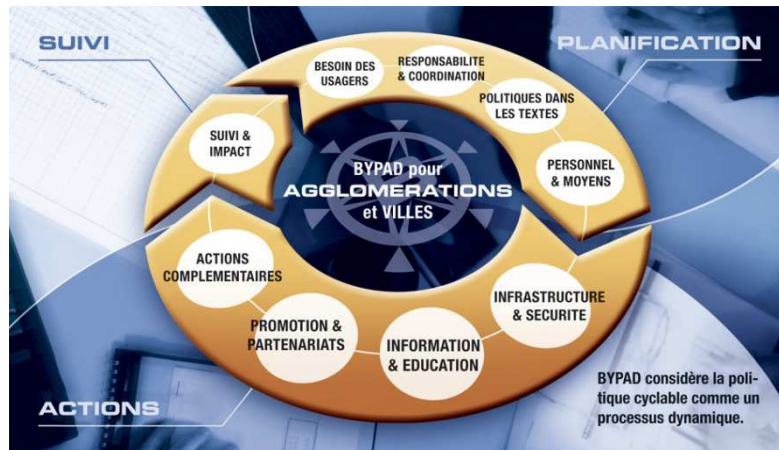 SUIVI
PLANIFICATION
BESOIN DES
USAGERS
RESPONSABILITE
& COORDINATION
POLITIQUES DANS
LES TEXTES
PERSONNEL
& MOYENS
SUIVI &
IMPACT
BYPAD pour
AGGLOMERATIONS
et VILLES
ACTIONS
COMPLEMENTAIRES
PROMOTION &
PARTENARIATS
INFORMATION
& EDUCATION
INFRASTRUCTURE
& SECURITE
ACTIONS
BYPAD considère la poli-
tique cyclable comme un
processus dynamique.